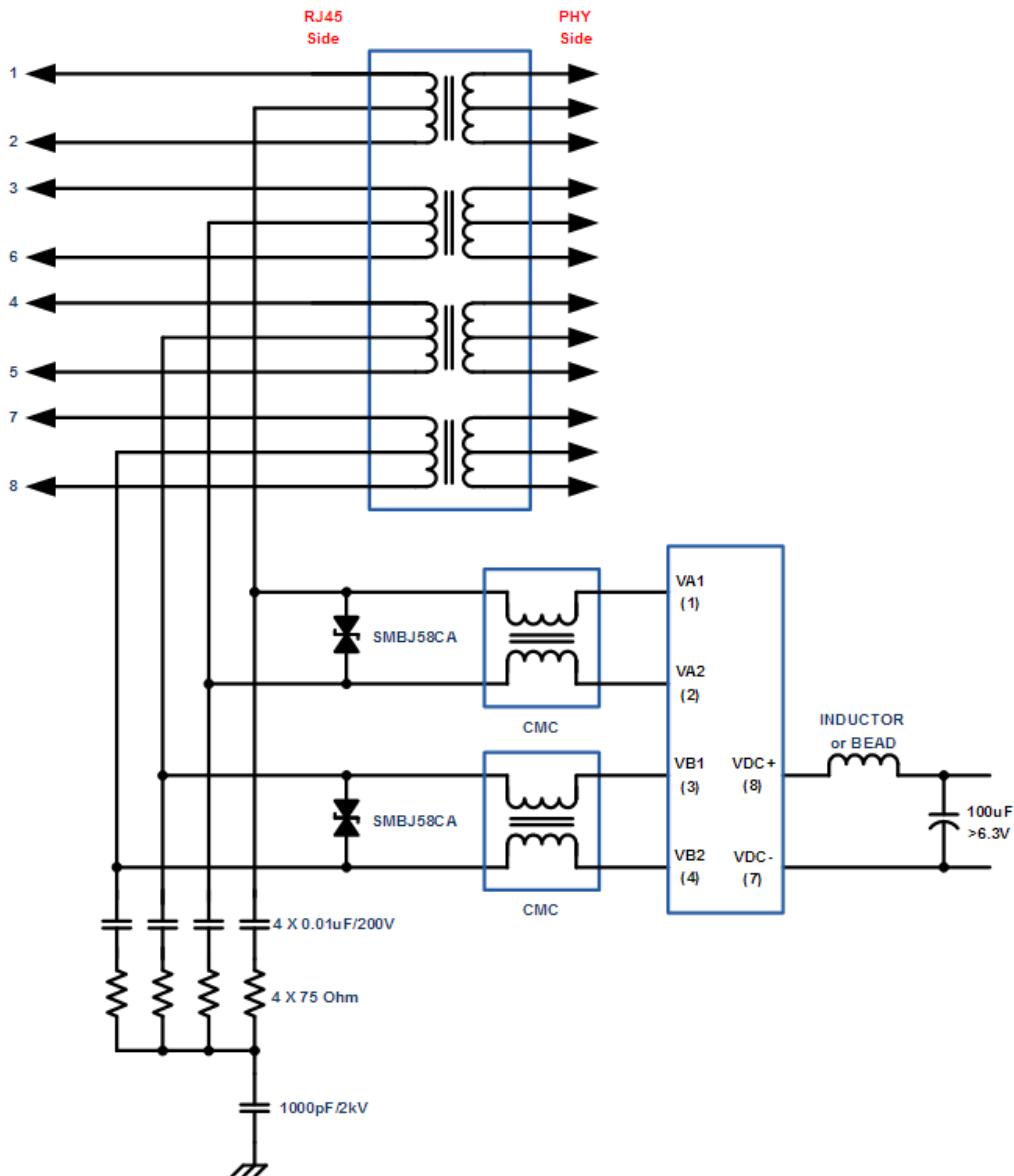 RJ45
Side
PHY
Side
1
2
3
6
4
5
7
8
VA1
(1)
SMBJ58CA
VA2
(2)
CMC
INDUCTOR
or BEAD
VB1
(3)
VDC+
(8)
SMBJ58CA
100uF
>6.3V
VB2
(4)
VDC-
(7)
CMC
4 X 0.01uF/200V
4 X 75 Ohm
1000pF/2kV